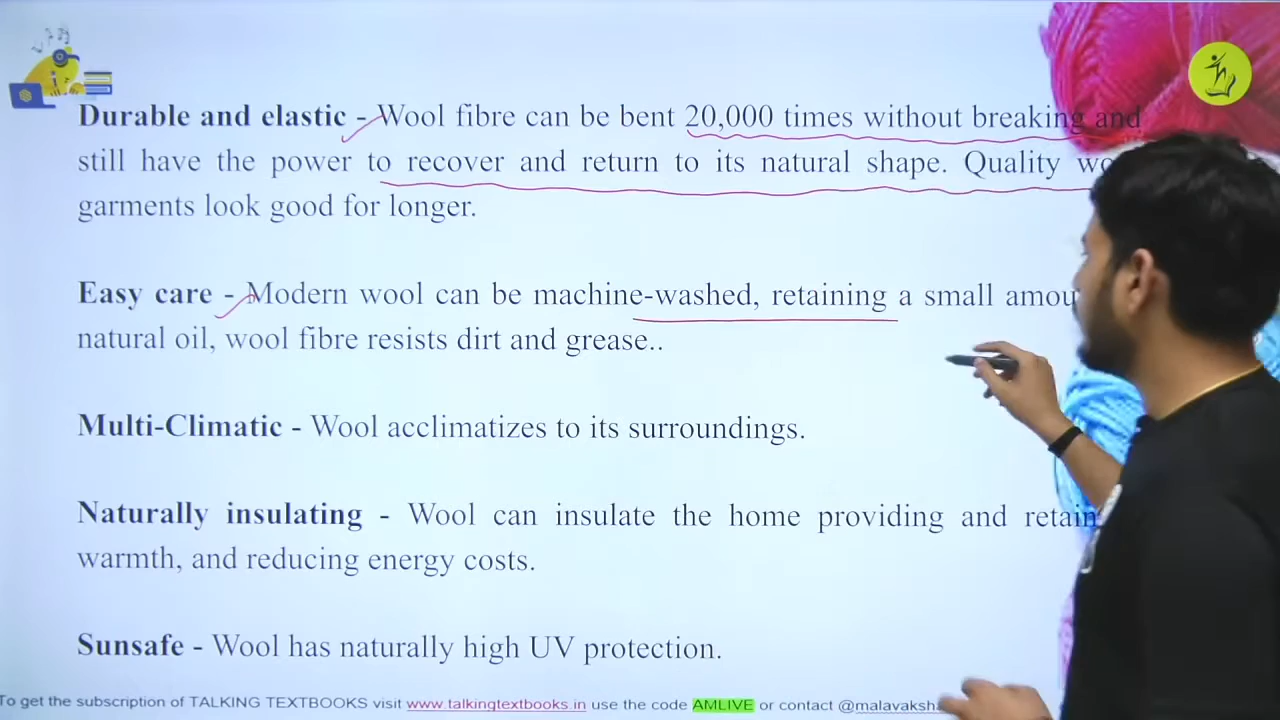 Durable and elastic - Wool fibre can be bent 20,000 times without breaking and
still have the power to recover and return to its natural shape. Quality
garments look good for longer.
Easy care - Modern wool can be machine-washed, retaining a small
natural oil, wool fibre resists dirt and grease..
Multi-Climatic - Wool acclimatizes to its surroundings.
Naturally insulating - Wool can insulate the home providing and retain
warmth, and reducing energy costs.
Sunsafe - Wool has naturally high UV protection.
To get the subscription of TALKING TEXTBOOKS visit www.talkingtextbooks.in use the code AMLIVE or contact